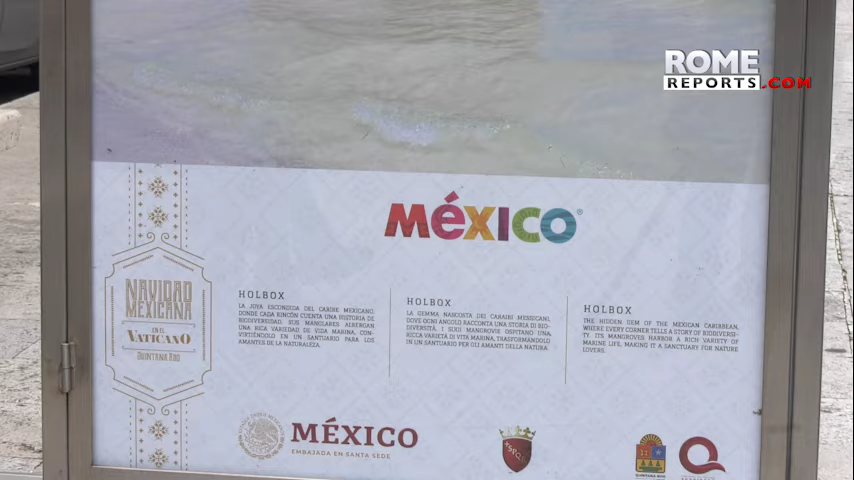 ROME
REPORTS.COM
MéXICO®
NAVIDAD
MEXICANA
EN EL
VATICANO
QUINTANA ROO
HOLBOX
LA JOYA ESCONDIDA DEL CARIBE MEXICANO,
DONDE CADA RINCÓN CUENTA UNA HISTORIA DE
BIODIVERSIDAD. SUS MANGLARES ALBERGAN
UNA RICA VARIEDAD DE VIDA MARINA, CON-
VIRTIÉNDOLO EN UN SANTUARIO PARA LOS
AMANTES DE LA NATURALEZA.
HOLBOX
LA GEMMA NASCOSTA DEI CARAIBI MESSICANI,
DOVE OGNI ANGOLO RACCONTA UNA STORIA DI BIO-
DIVERSITÀ. I SUOI MANGROVIE OSPITANO UNA
RICCA VARIETÀ DI VITA MARINA, TRASFORMANDOLO
IN UN SANTUARIO PER GLI AMANTI DELLA NATURA.
HOLBOX
THE HIDDEN GEM OF THE MEXICAN CARIBBEAN,
WHERE EVERY CORNER TELLS A STORY OF BIODIVERSI-
TY. ITS MANGROVES HARBOR A RICH VARIETY OF
MARINE LIFE, MAKING IT A SANCTUARY FOR NATURE
LOVERS.
MÉXICO
EMBAJADA EN SANTA SEDE
SPQR
QUINTANA ROO